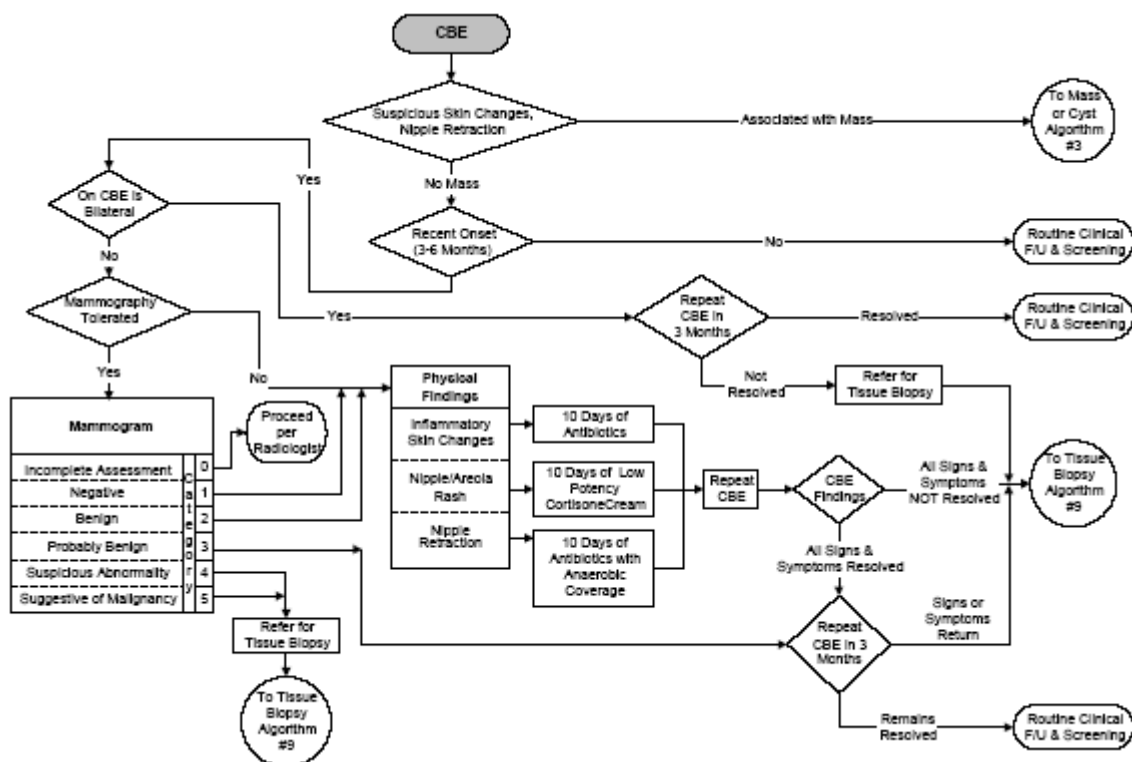 CBE
Suspicious Skin Changes,
Nipple Retraction
Associated with Mass
To Mass
or Cyst
Algorithm
#3
Yes
No Mass
On CBE is
Bilateral
Recent Onset
(3-6 Months)
No
Routine Clinical
F/U & Screening
No
Mammography
Tolerated
Yes
Repeat
CBE in
3 Months
Resolved
Routine Clinical
F/U & Screening
Yes
No
Not
Resolved
Refer for
Tissue Biopsy
Mammogram
Incomplete Assessment
Negative
Benign
Probably Benign
Suspicious Abnormality
Suggestive of Malignancy
Category
0
1
2
3
4
5
Proceed
per
Radiologist
Physical
Findings
Inflammatory
Skin Changes
Nipple/Areola
Rash
Nipple
Retraction
10 Days of
Antibiotics
10 Days of Low
Potency
CortisoneCream
10 Days of
Antibiotics with
Anaerobic
Coverage
Repeat
CBE
CBE
Findings
All Signs &
Symptoms
NOT Resolved
To Tissue
Biopsy
Algorithm
#9
All Signs &
Symptoms Resolved
Repeat
CBE in 3
Months
Signs or
Symptoms
Return
Refer for
Tissue Biopsy
To Tissue
Biopsy
Algorithm
#9
Remains
Resolved
Routine Clinical
F/U & Screening